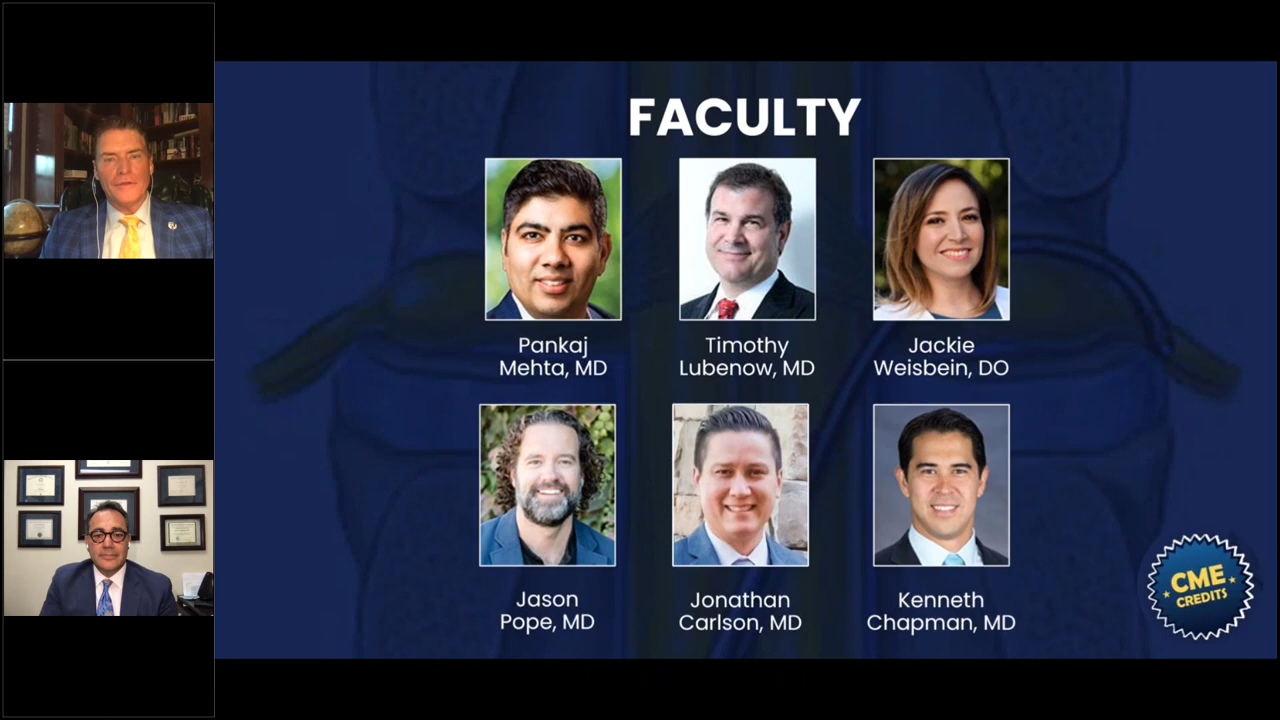 FACULTY
Pankaj
Mehta, MD
Timothy
Lubenow, MD
Jackie
Weisbein, DO
Jason
Pope, MD
Jonathan
Carlson, MD
Kenneth
Chapman, MD
CME
CREDITS